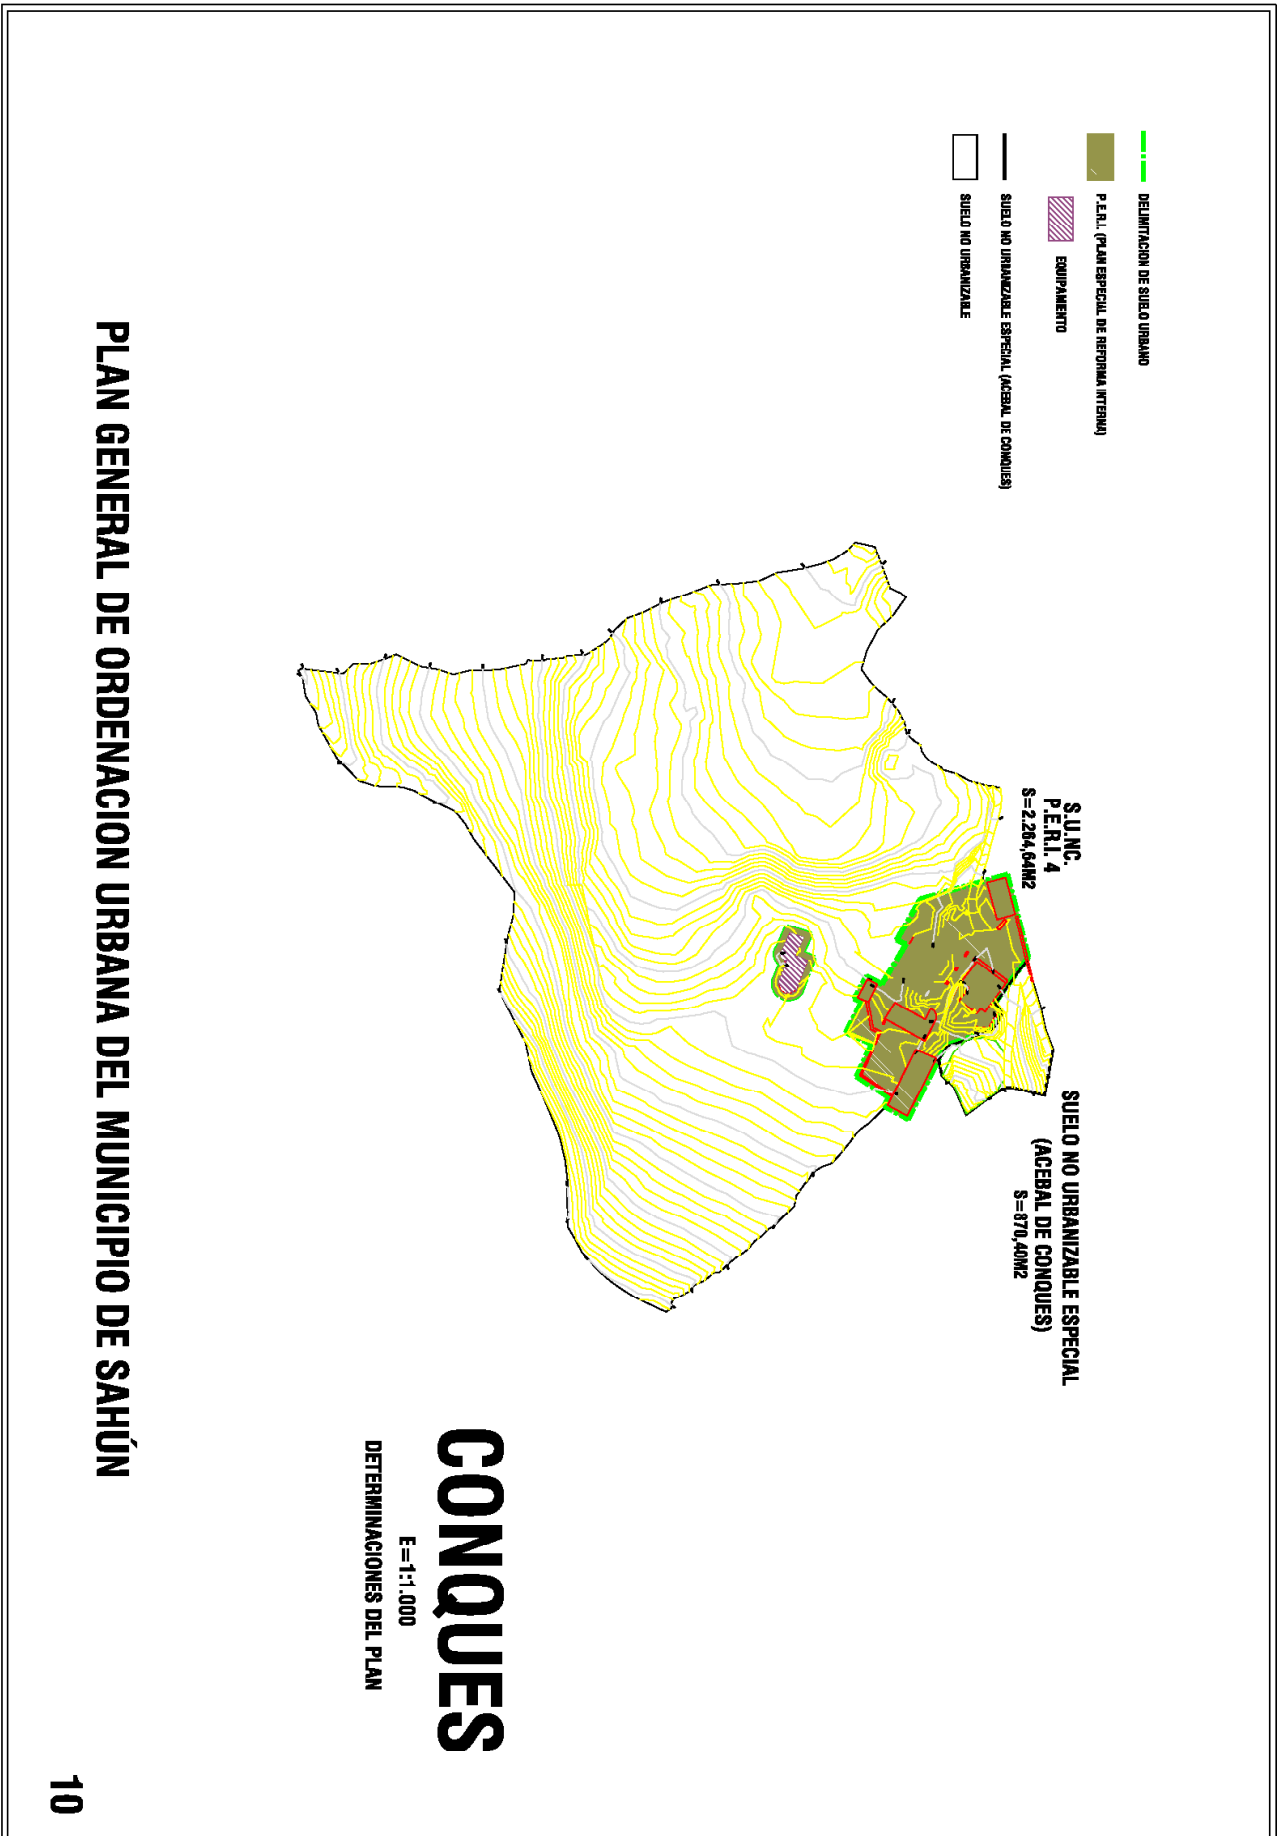 DELIMITACION DE SUELO URBANO
P.E.R.I. (PLAN ESPECIAL DE REFORMA INTERNA)
EQUIPAMIENTO
SUELO NO URBANIZABLE ESPECIAL (ACEBAL DE CONQUES)
SUELO NO URBANIZABLE
S.U.NC.
P.E.R.I. 4
S=2.264,64M2
SUELO NO URBANIZABLE ESPECIAL
(ACEBAL DE CONQUES)
S=870,40M2
CONQUES
E=1:1.000
DETERMINACIONES DEL PLAN
PLAN GENERAL DE ORDENACION URBANA DEL MUNICIPIO DE SAHÚN
10